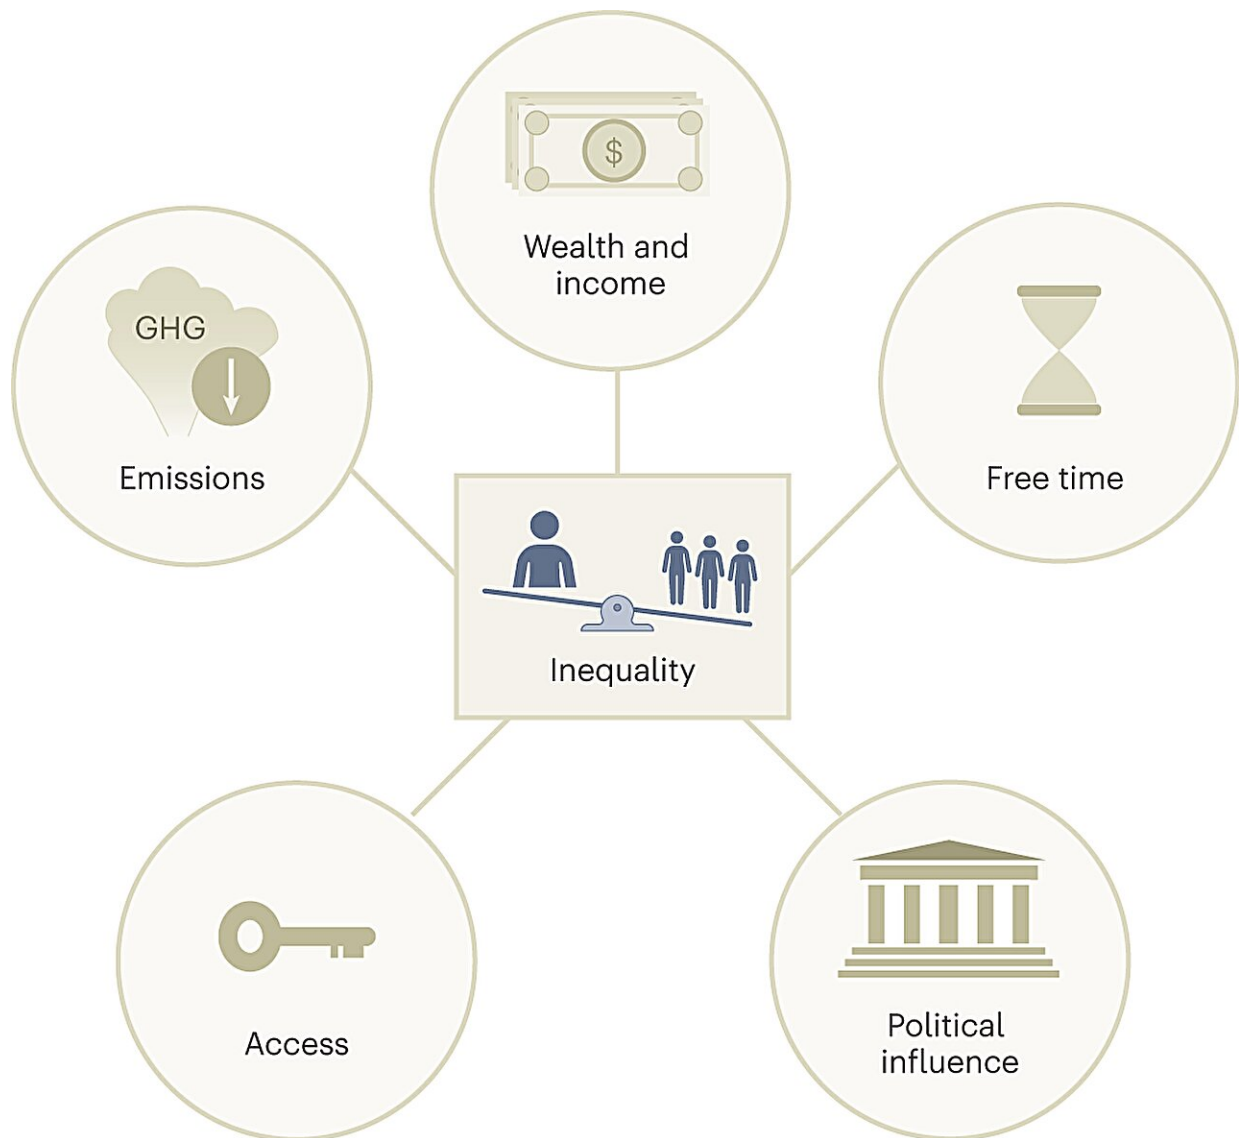 $
Wealth and
income
GHG
Emissions
Free time
Inequality
Access
Political
influence